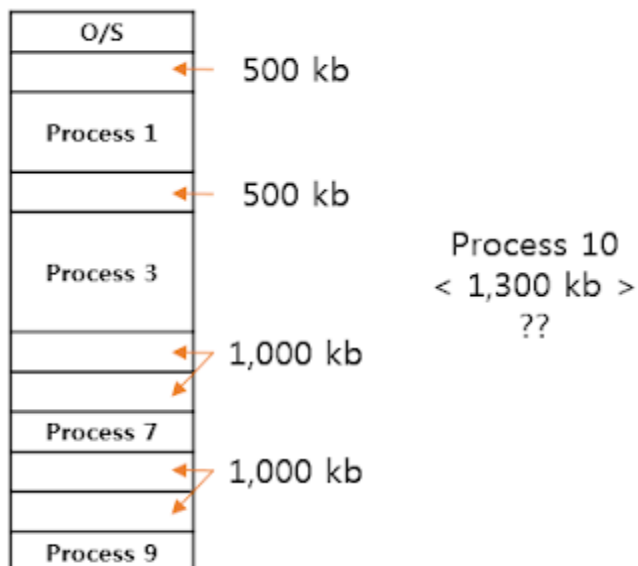 O/S
500 kb
Process 1
500 kb
Process 3
Process 10
< 1,300 kb >
??
1,000 kb
Process 7
1,000 kb
Process 9